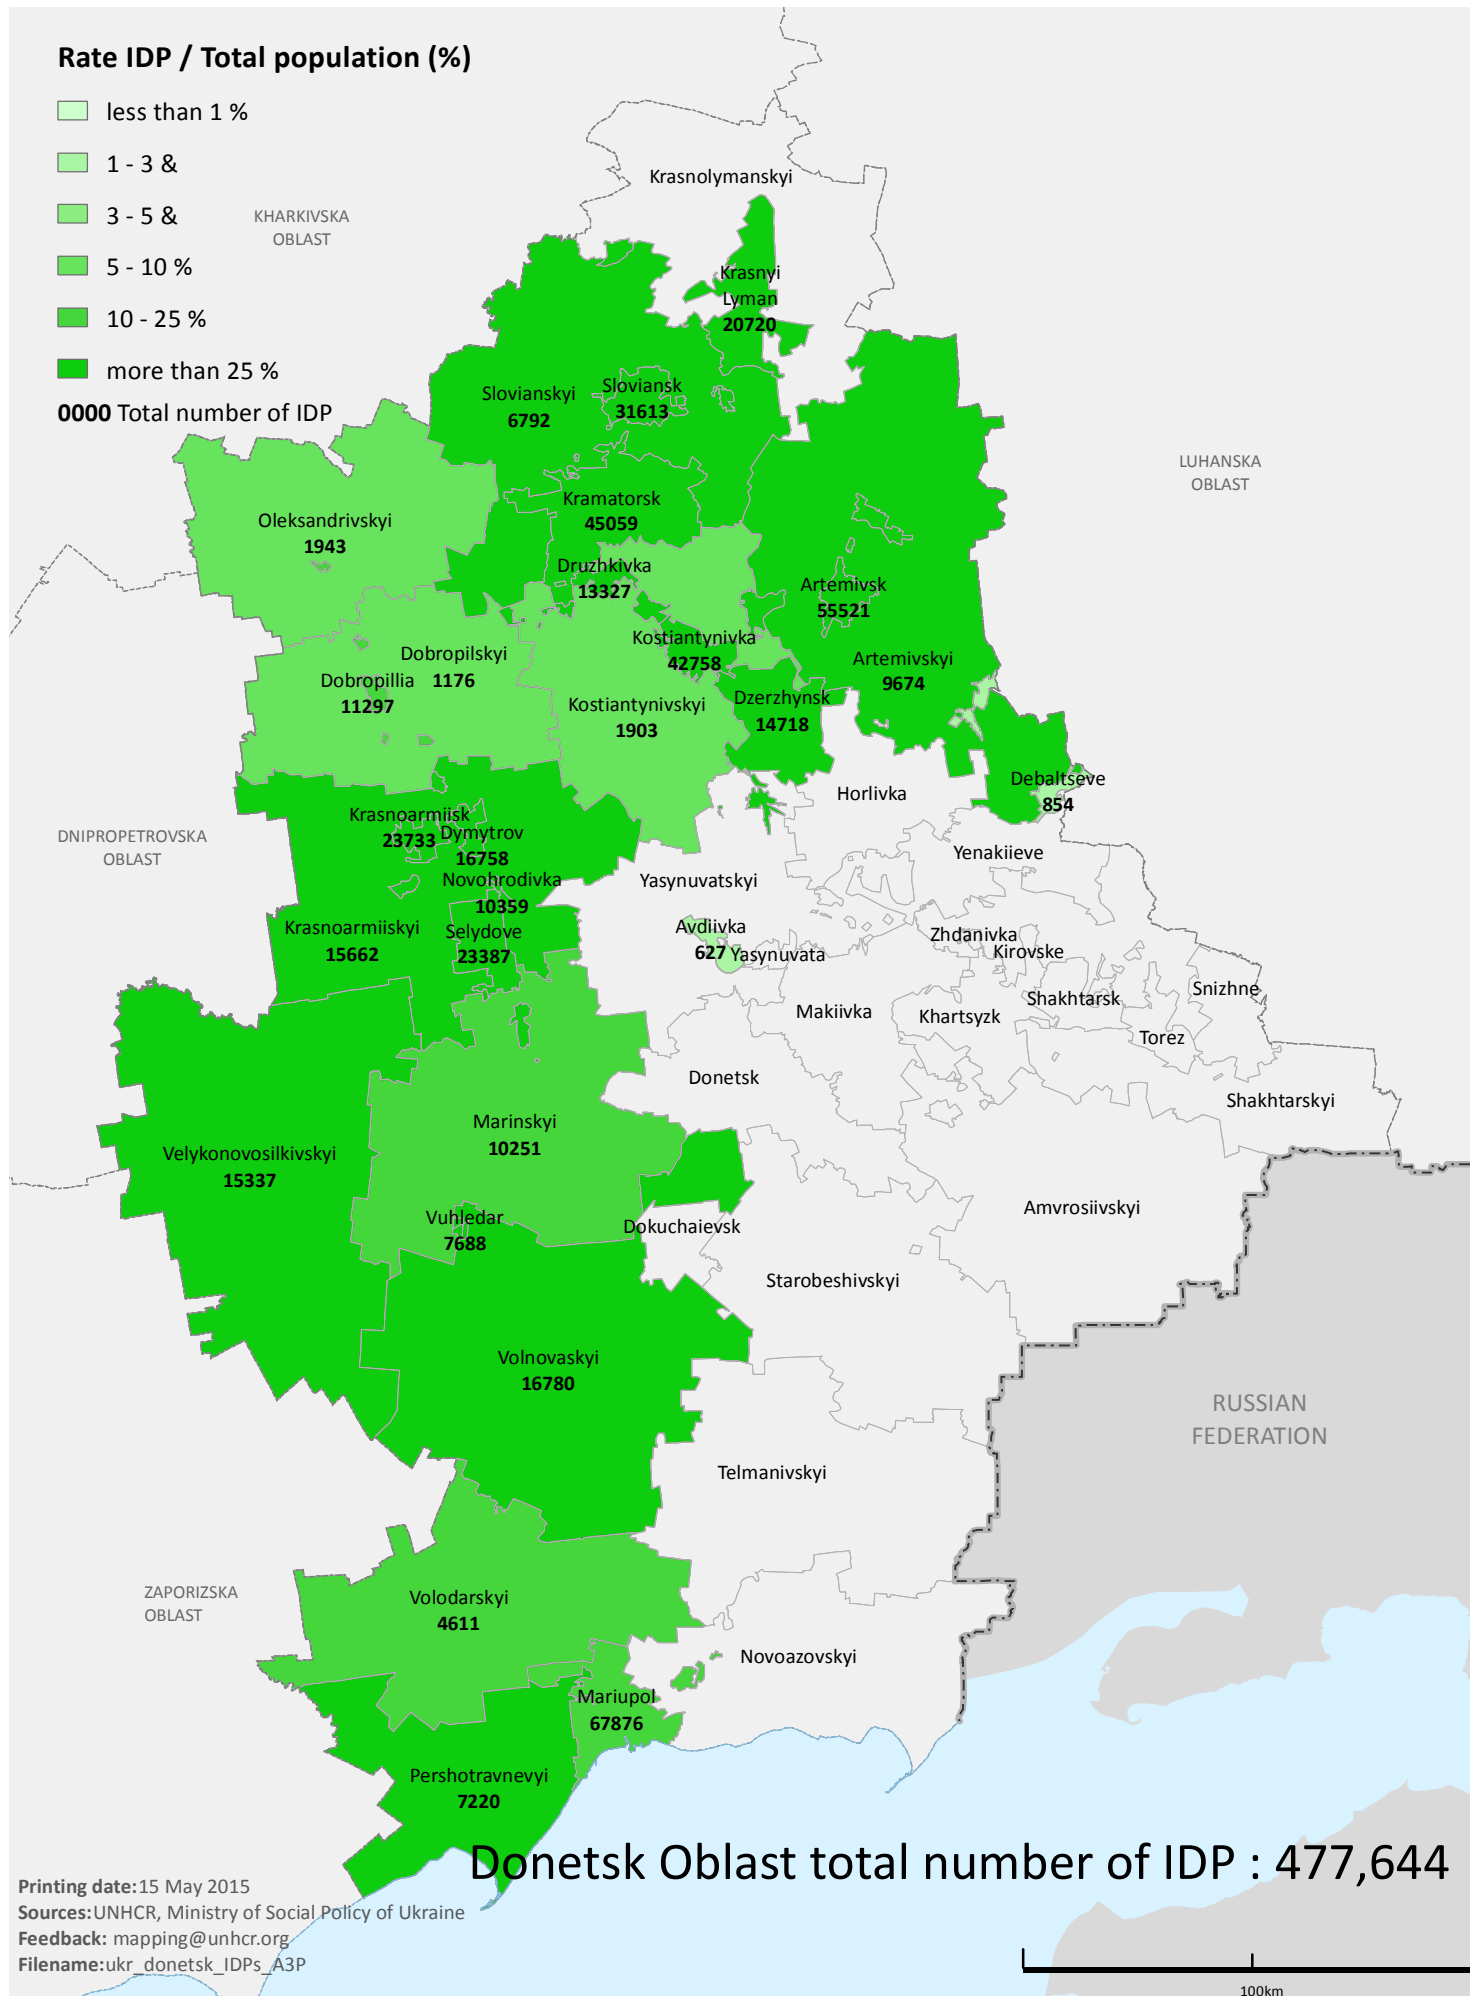 Rate IDP / Total population (%)
less than 1 %
1 - 3 &
3 - 5 &
5 - 10 %
10 - 25 %
more than 25 %
0000 Total number of IDP
KHARKIVSKA
OBLAST
Krasnolymanskyi
Krasnyi
Lyman
20720
Slovianskyi
6792
Sloviansk
31613
LUHANSKA
OBLAST
Kramatorsk
45059
Oleksandrivskyi
1943
Druzhkivka
13327
Artemivsk
55521
Kostiantynivka
42758
Dobropilskyi
1176
Artemivskyi
9674
Dobropillia
11297
Kostiantynivskyi
1903
Dzerzhynsk
14718
Debaltseve
854
Horlivka
Krasnoarmiisk
23733
Dymytrov
16758
DNIPROPETROVSKA
OBLAST
Yenakiieve
Novohrodivka
10359
Yasynuvatskyi
Krasnoarmiiskyi
15662
Selydove
23387
Avdiivka
627
Yasynuvata
Zhdanivka
Kirovske
Snizhne
Shakhtarsk
Makiivka
Khartsyzk
Torez
Donetsk
Shakhtarskyi
Marinskyi
10251
Velykonovosilkivskyi
15337
Amvrosiivskyi
Vuhledar
7688
Dokuchaievsk
Starobeshivskyi
Volnovaskyi
16780
RUSSIAN
FEDERATION
Telmanivskyi
ZAPORIZSKA
OBLAST
Volodarskyi
4611
Novoazovskyi
Mariupol
67876
Pershotravnevyi
7220
Donetsk Oblast total number of IDP : 477,644
Printing date:15 May 2015
Sources:UNHCR, Ministry of Social Policy of Ukraine
Feedback: mapping@unhcr.org
Filename:ukr_donetsk_IDPs_A3P
100km